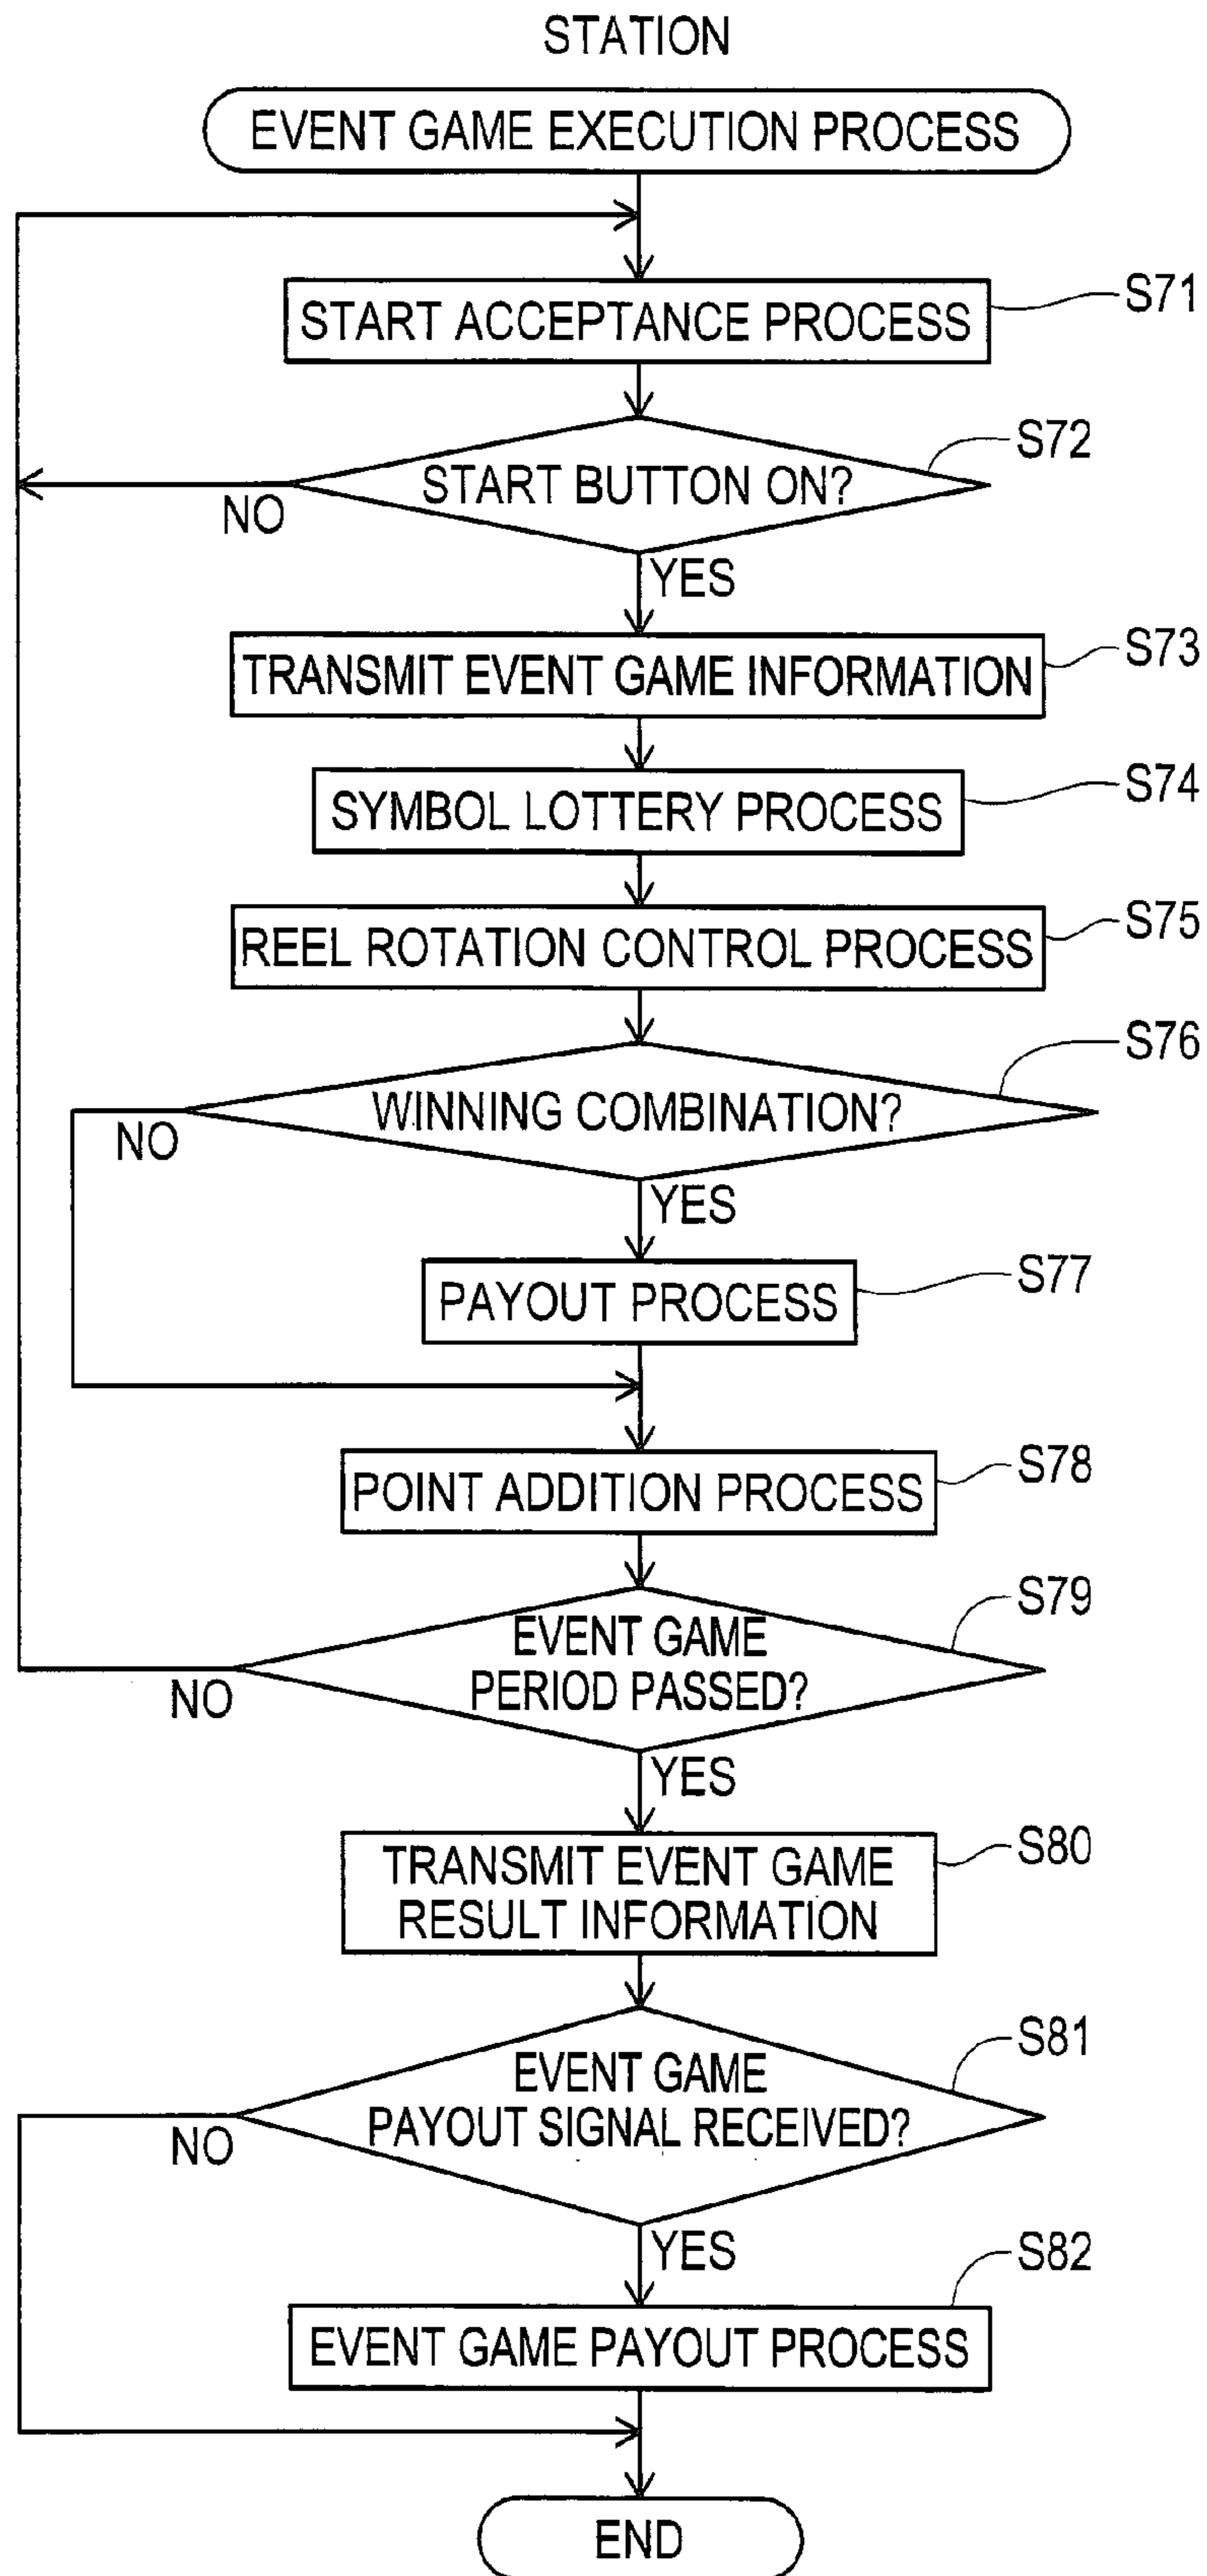 STATION
EVENT GAME EXECUTION PROCESS
START ACCEPTANCE PROCESS
S71
START BUTTON ON?
S72
NO
YES
TRANSMIT EVENT GAME INFORMATION
S73
SYMBOL LOTTERY PROCESS
S74
REEL ROTATION CONTROL PROCESS
S75
WINNING COMBINATION?
S76
NO
YES
PAYOUT PROCESS
S77
POINT ADDITION PROCESS
S78
EVENT GAME
PERIOD PASSED?
S79
NO
YES
TRANSMIT EVENT GAME
RESULT INFORMATION
S80
EVENT GAME
PAYOUT SIGNAL RECEIVED?
S81
NO
YES
EVENT GAME PAYOUT PROCESS
S82
END